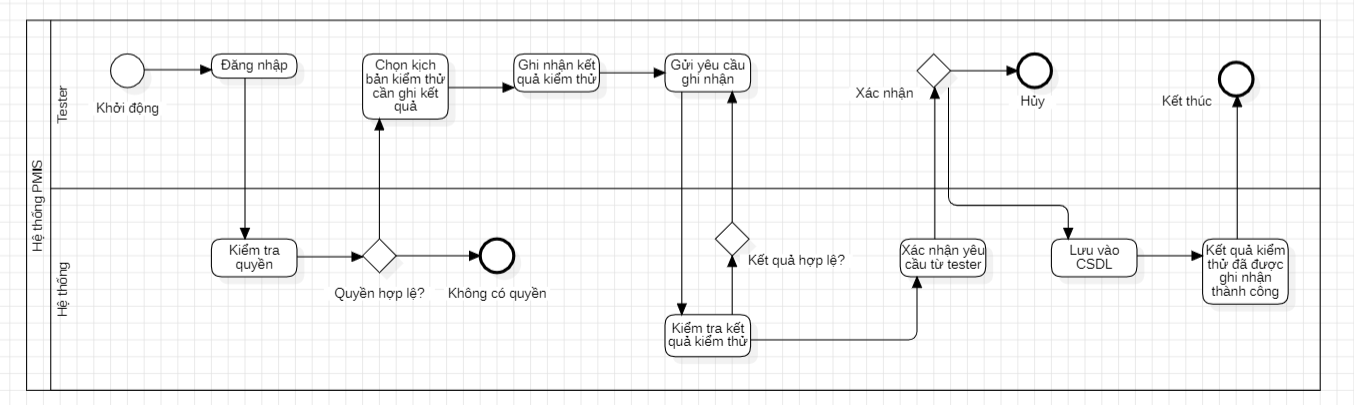 Hệ thống PMIS
Tester
Khởi động
Đăng nhập
Chọn kịch
bản kiểm thử
cần ghi kết
quả
Ghi nhận kết
quả kiểm thử
Gửi yêu cầu
ghi nhận
Xác nhận
Hủy
Kết thúc
Hệ thống
Kiểm tra
quyền
Quyền hợp lệ?
Không có quyền
Kết quả hợp lệ?
Kiểm tra kết
quả kiểm thử
Xác nhận yêu
cầu từ tester
Lưu vào
CSDL
Kết quả kiểm
thử đã được
ghi nhận
thành công